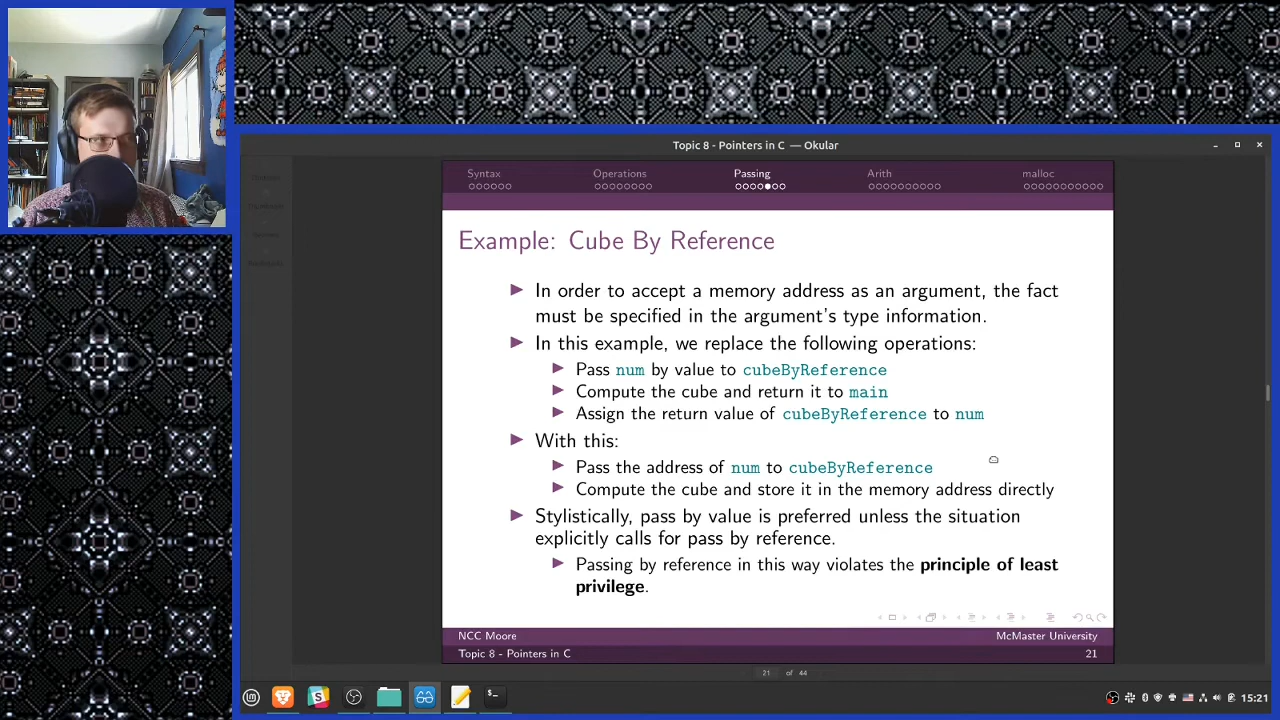 Topic 8 - Pointers in C — Okular
Syntax
Operations
Passing
Arith
malloc
Example: Cube By Reference
In order to accept a memory address as an argument, the fact
must be specified in the argument's type information.
In this example, we replace the following operations:
Pass num by value to cubeByReference
Compute the cube and return it to main
Assign the return value of cubeByReference to num
With this:
Pass the address of num to cubeByReference
Compute the cube and store it in the memory address directly
Stylistically, pass by value is preferred unless the situation
explicitly calls for pass by reference.
Passing by reference in this way violates the principle of least
privilege.
NCC Moore
McMaster University
Topic 8 - Pointers in C
21
21 of 44
15:21